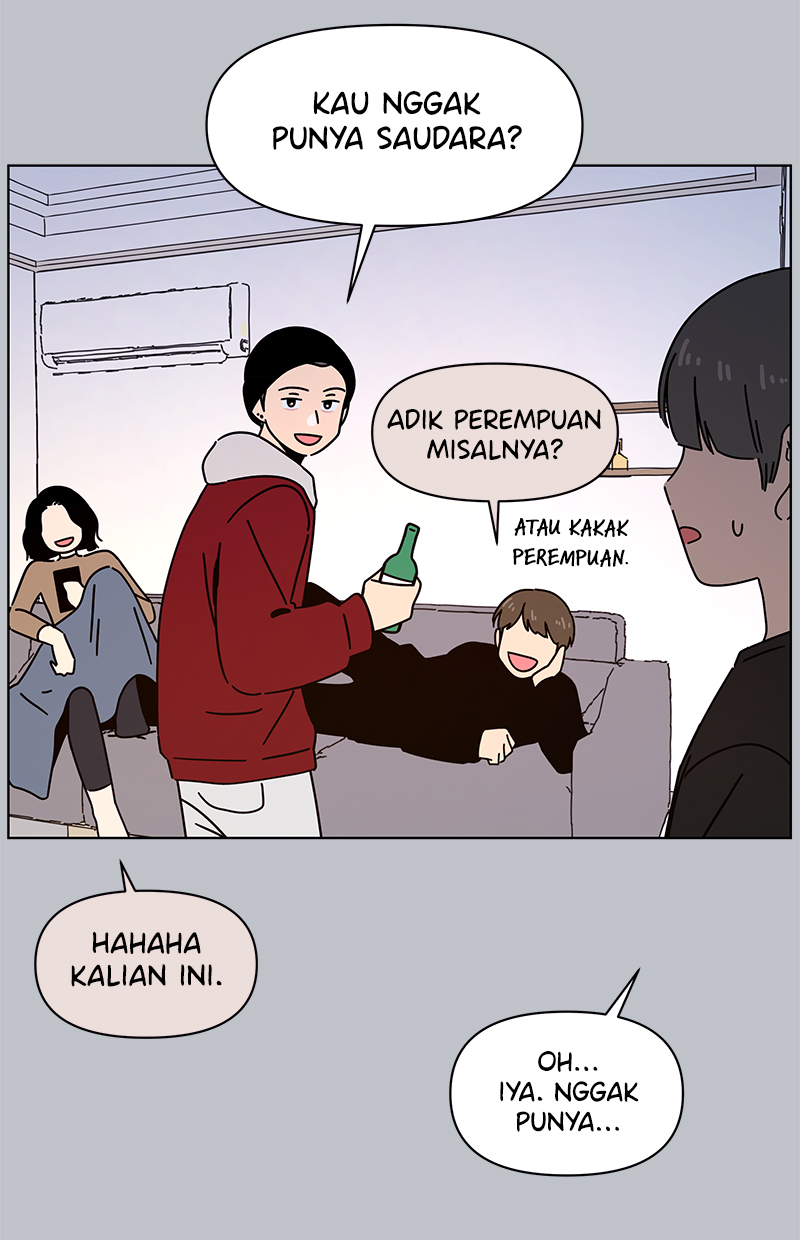 KAU NGGAK
PUNYA SAUDARA?
ADIK PEREMPUAN
MISALNYA?
ATAU KAKAK
PEREMPUAN.
HAHAHA
KALIAN INI.
OH...
IYA. NGGAK
PUNYA...